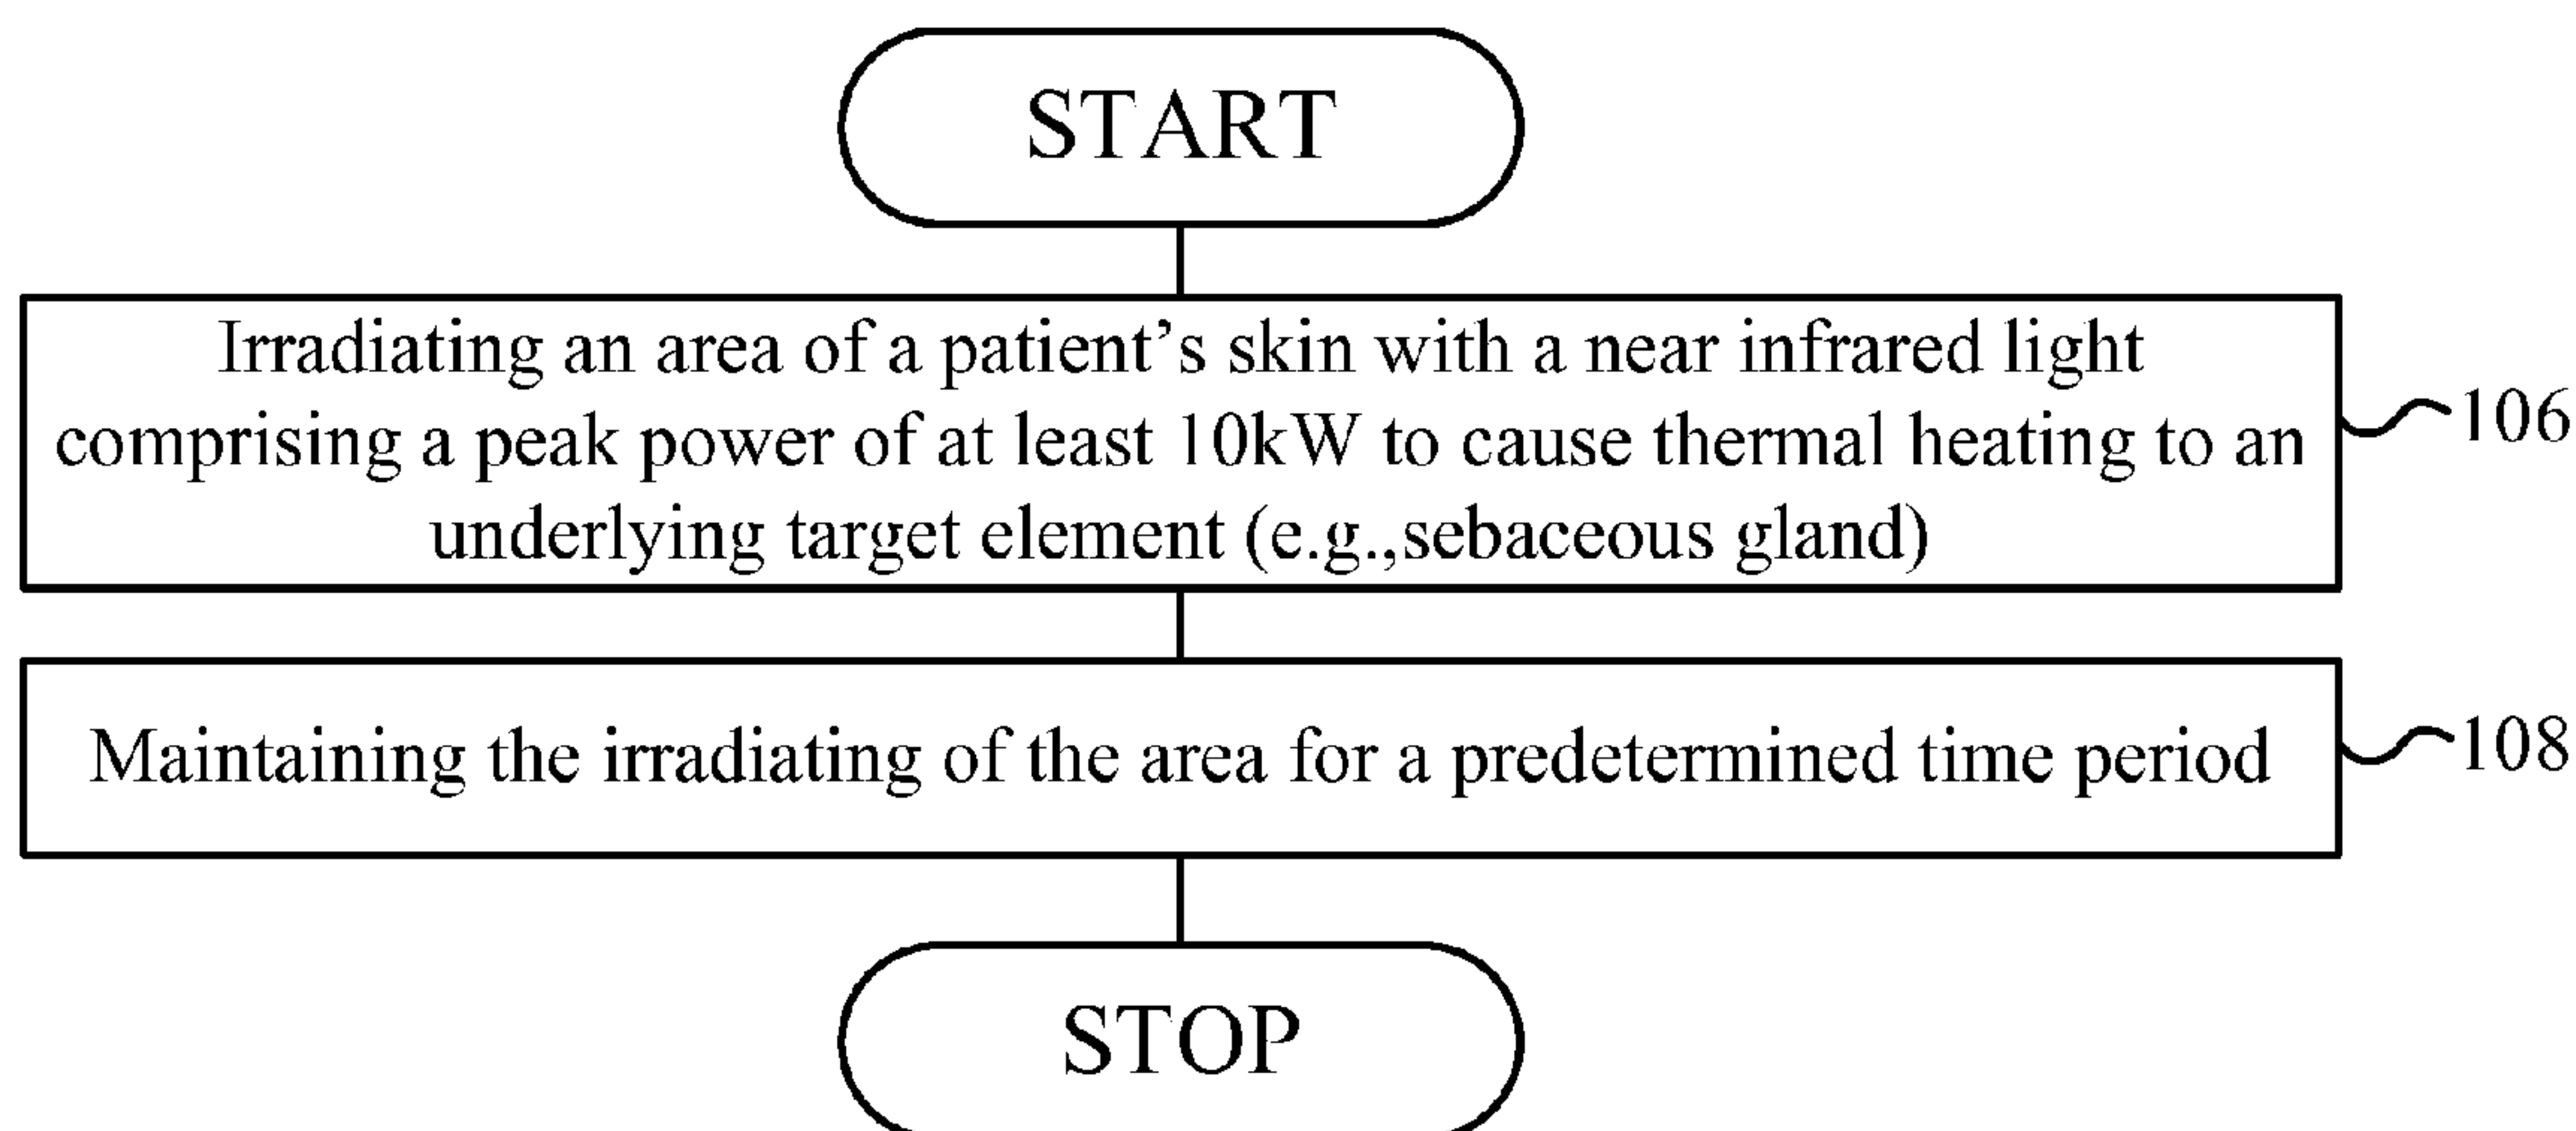 START
Irradiating an area of a patient’s skin with a near infrared light
comprising a peak power of at least 10kW to cause thermal heating to an
underlying target element (e.g.,sebaceous gland)
106
Maintaining the irradiating of the area for a predetermined time period
108
STOP